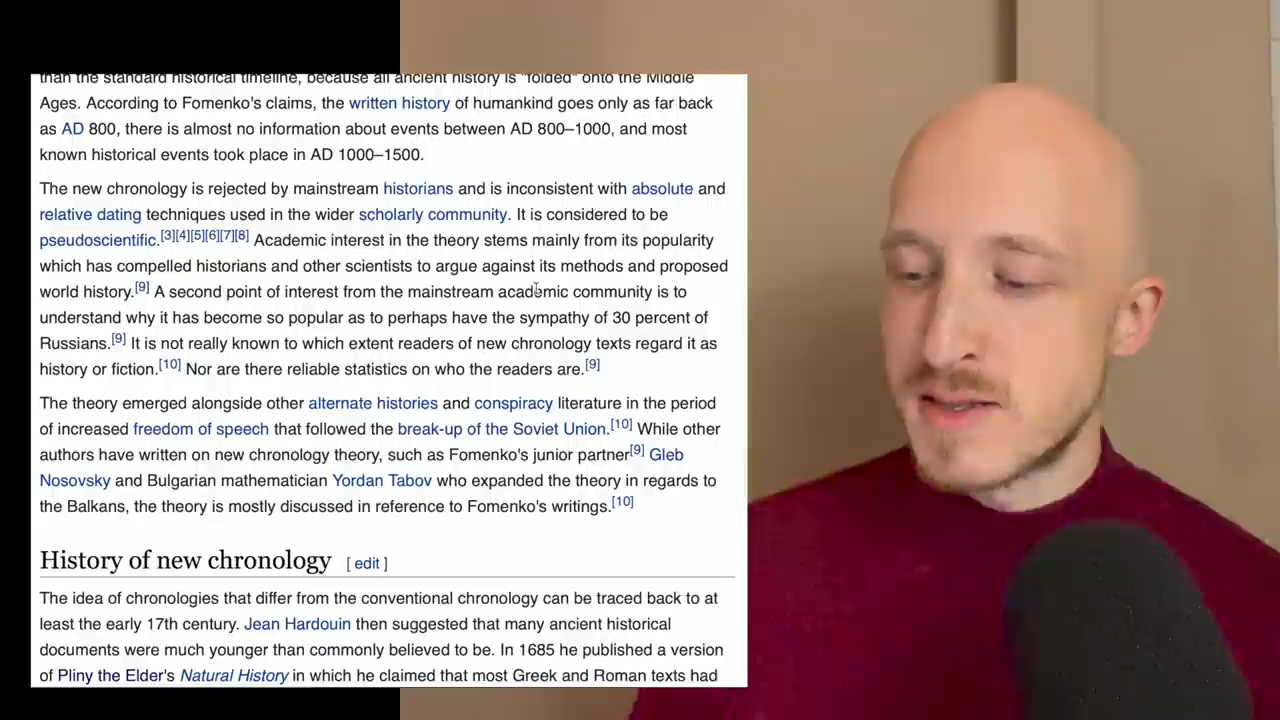 than the standard historical timeline, because all ancient history is "folded" onto the Middle
Ages. According to Fomenko's claims, the written history of humankind goes only as far back
as AD 800, there is almost no information about events between AD 800–1000, and most
known historical events took place in AD 1000–1500.
The new chronology is rejected by mainstream historians and is inconsistent with absolute and
relative dating techniques used in the wider scholarly community. It is considered to be
pseudoscientific.[3][4][5][6][7][8] Academic interest in the theory stems mainly from its popularity
which has compelled historians and other scientists to argue against its methods and proposed
world history.[9] A second point of interest from the mainstream academic community is to
understand why it has become so popular as to perhaps have the sympathy of 30 percent of
Russians.[9] It is not really known to which extent readers of new chronology texts regard it as
history or fiction.[10] Nor are there reliable statistics on who the readers are.[9]
The theory emerged alongside other alternate histories and conspiracy literature in the period
of increased freedom of speech that followed the break-up of the Soviet Union.[10] While other
authors have written on new chronology theory, such as Fomenko's junior partner[9] Gleb
Nosovsky and Bulgarian mathematician Yordan Tabov who expanded the theory in regards to
the Balkans, the theory is mostly discussed in reference to Fomenko's writings.[10]
History of new chronology [ edit ]
The idea of chronologies that differ from the conventional chronology can be traced back to at
least the early 17th century. Jean Hardouin then suggested that many ancient historical
documents were much younger than commonly believed to be. In 1685 he published a version
of Pliny the Elder's Natural History in which he claimed that most Greek and Roman texts had